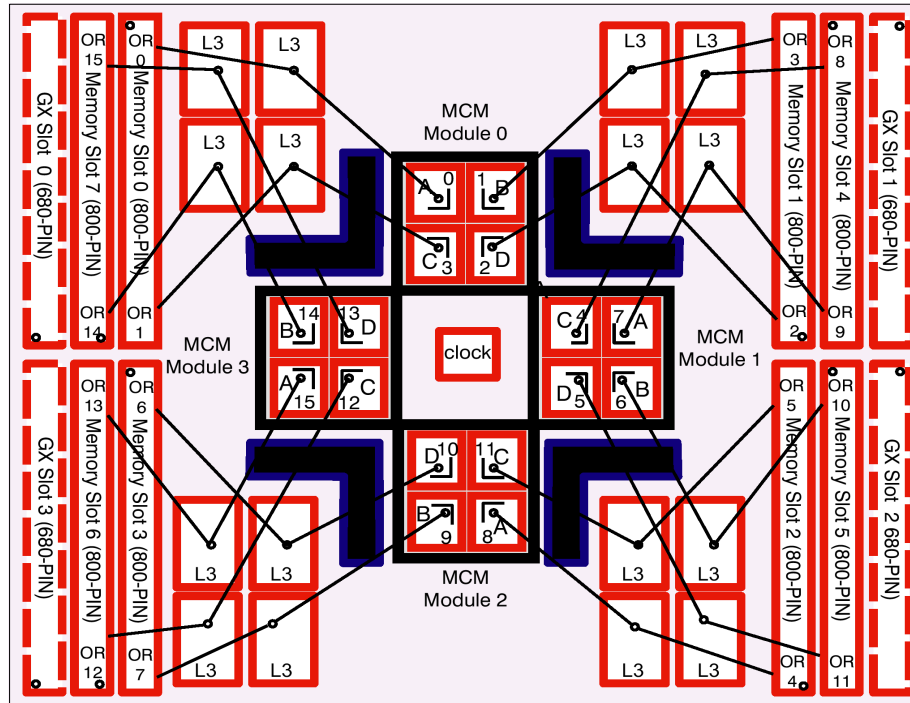 GX Slot 0 (680-PIN)
OR
15
Memory Slot 7 (800-PIN)
OR
14
OR
0
Memory Slot 0 (800-PIN)
OR
1
L3
L3
L3
L3
MCM
Module 0
A 0
1 B
C 3
2 D
L3
L3
L3
L3
OR
3
Memory Slot 1 (800-PIN)
OR
2
OR
8
Memory Slot 4 (800-PIN)
OR
9
GX Slot 1 (680-PIN)
MCM
Module 3
14
B
13
D
A
15
C
12
clock
C 4
7 A
D 5
B
6
MCM
Module 1
GX Slot 3 (680-PIN)
OR
13
Memory Slot 6 (800-PIN)
OR
12
OR
6
Memory Slot 3 (800-PIN)
OR
7
L3
L3
L3
L3
D 10
11 C
B
9
A
8
MCM
Module 2
L3
L3
L3
L3
OR
5
Memory Slot 2 (800-PIN)
OR
4
OR
10
Memory Slot 5 (800-PIN)
OR
11
GX Slot 2 680-PIN)